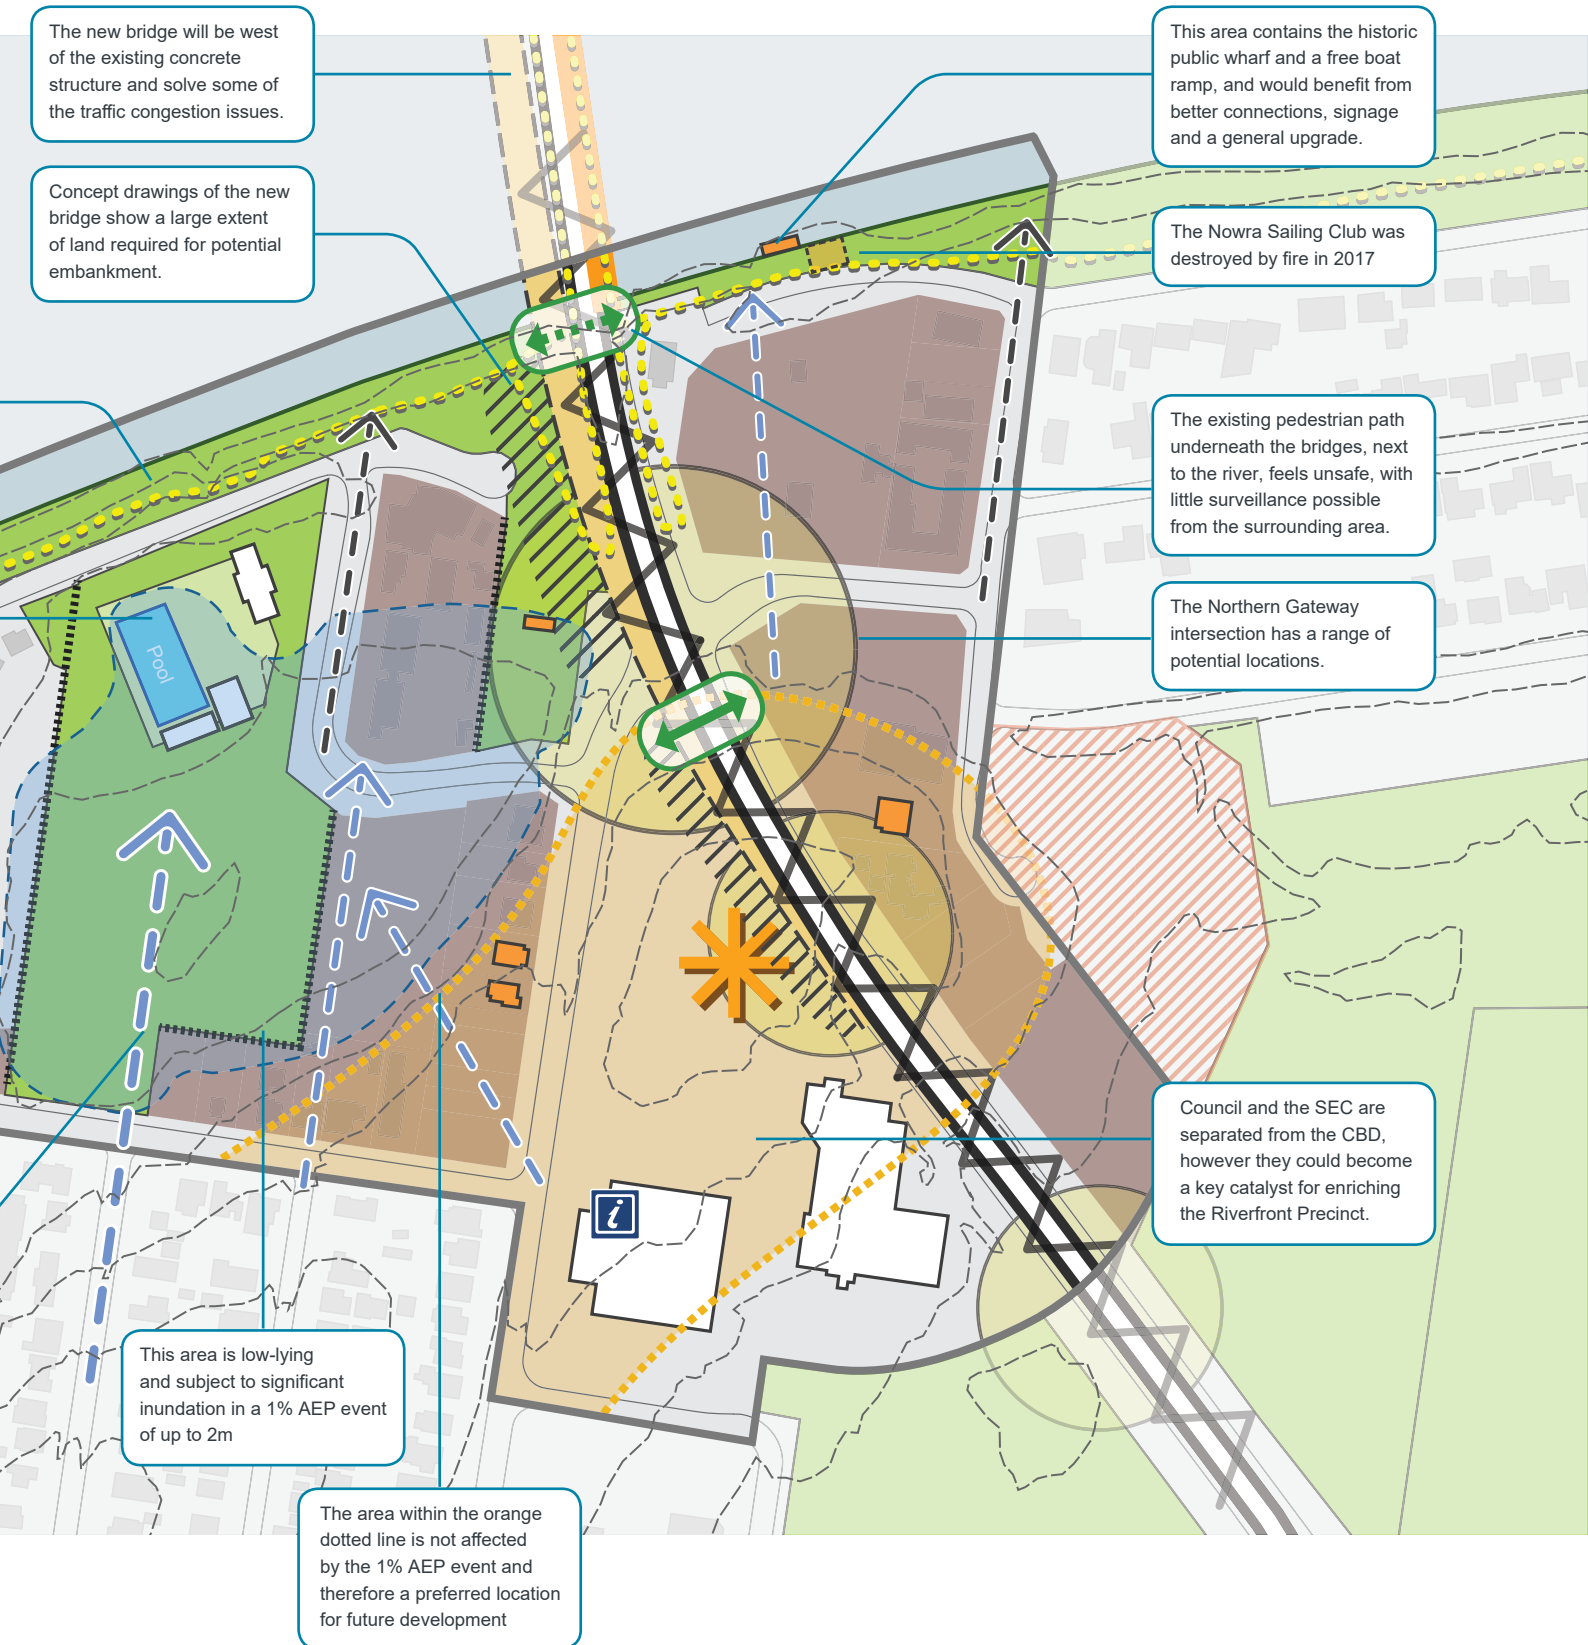 The new bridge will be west
of the existing concrete
structure and solve some of
the traffic congestion issues.
Concept drawings of the new
bridge show a large extent
of land required for potential
embankment.
This area contains the historic
public wharf and a free boat
ramp, and would benefit from
better connections, signage
and a general upgrade.
The Nowra Sailing Club was
destroyed by fire in 2017
The existing pedestrian path
underneath the bridges, next
to the river, feels unsafe, with
little surveillance possible
from the surrounding area.
The Northern Gateway
intersection has a range of
potential locations.
Pool
Council and the SEC are
separated from the CBD,
however they could become
a key catalyst for enriching
the Riverfront Precinct.
i
This area is low-lying
and subject to significant
inundation in a 1% AEP event
of up to 2m
The area within the orange
dotted line is not affected
by the 1% AEP event and
therefore a preferred location
for future development